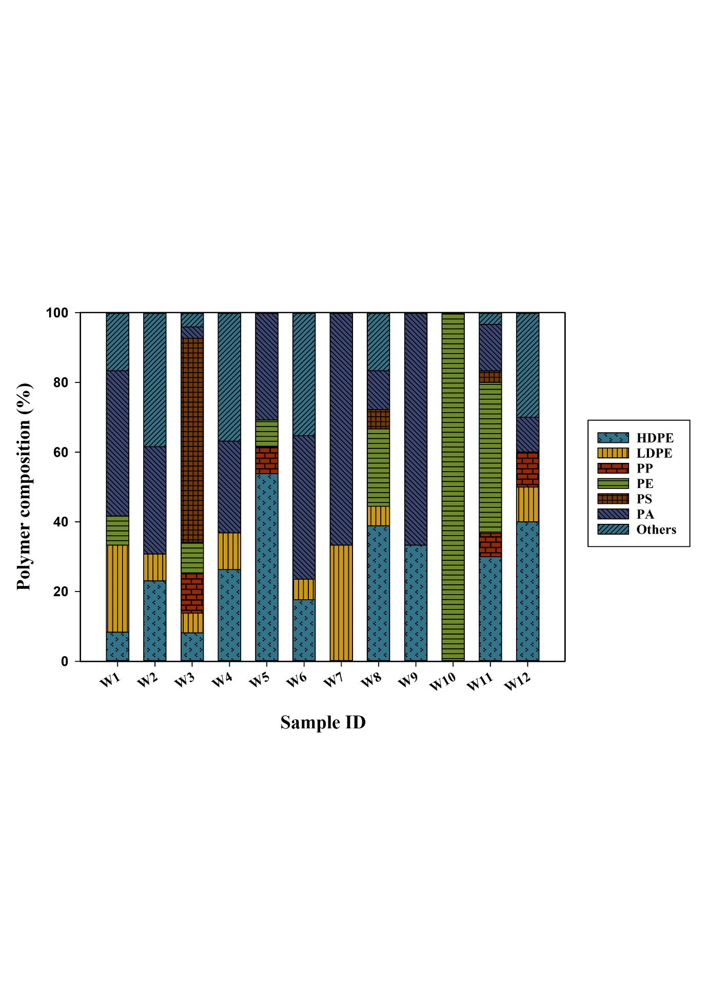 100
80
60
40
20
0
Polymer composition (%)
W1 W2 W3 W4 W5 W6 W7 W8 W9 W10 W11 W12
Sample ID
HDPE
LDPE
PP
PE
PS
PA
Others